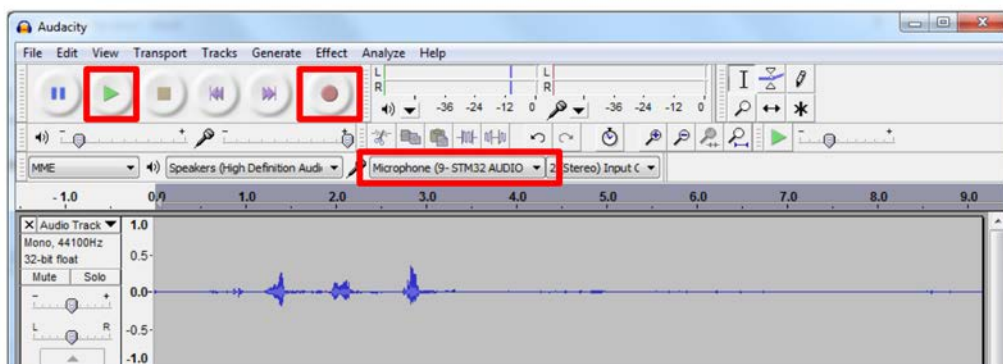 Audacity
File Edit View Transport Tracks Generate Effect Analyze Help
L
R
-36 -24 -12 0
L
R
-36 -24 -12 0
MME
Speakers (High Definition Audi
Microphone (9- STM32 AUDIO
2 (Stereo) Input C
- 1.0 0.0 1.0 2.0 3.0 4.0 5.0 6.0 7.0 8.0 9.0
X Audio Track 1.0
Mono, 44100Hz
32-bit float 0.5
Mute Solo
- + 0.0
L R -0.5
-1.0